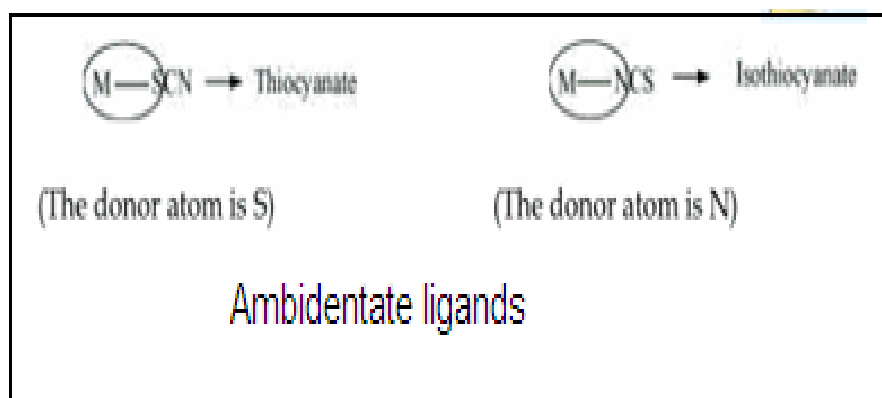 M—SCN → Thiocyanate
M—NCS → Isothiocyanate
(The donor atom is S)
(The donor atom is N)
Ambidentate ligands